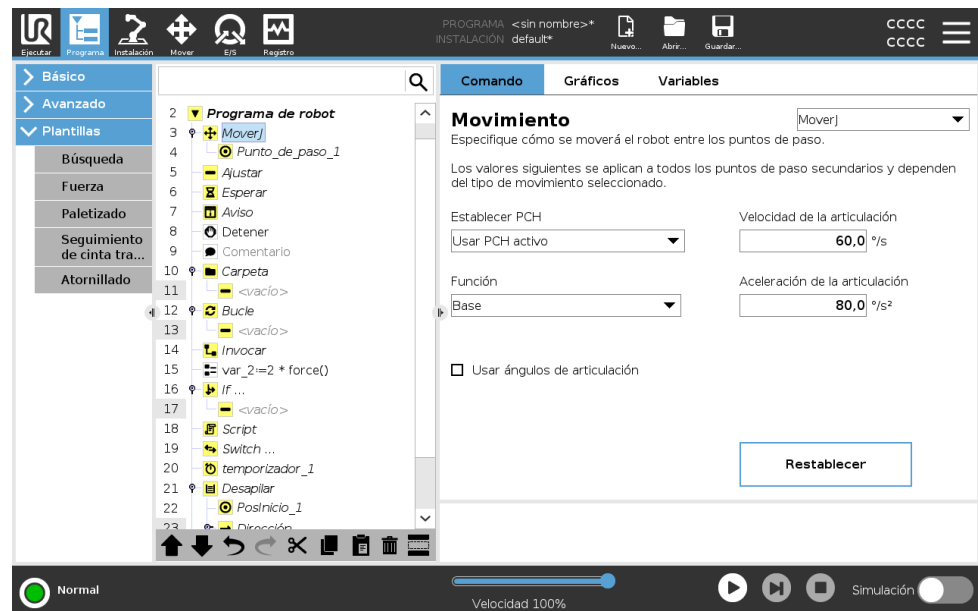 PROGRAMA <sin nombre>*
INSTALACIÓN default*
CCCC
CCCC
Ejecutar
Programa
Instalación
Mover
E/S
Registro
Nuevo...
Abrir...
Guardar...
Básico
Avanzado
Plantillas
Búsqueda
Fuerza
Paletizado
Seguimiento
de cinta tra...
Atornillado
2 Programa de robot
3 MoverJ
4 Punto_de_paso_1
5 Ajustar
6 Esperar
7 Aviso
8 Detener
9 Comentario
10 Carpeta
11 <vacío>
12 Bucle
13 <vacío>
14 Invocar
15 var_2:=2 * force()
16 If ...
17 <vacío>
18 Script
19 Switch ...
20 temporizador_1
21 Desapilar
22 PosInicio_1
23 Dirección
Comando
Gráficos
Variables
Movimiento
MoverJ
Especifique cómo se moverá el robot entre los puntos de paso.
Los valores siguientes se aplican a todos los puntos de paso secundarios y dependen
del tipo de movimiento seleccionado.
Establecer PCH
Velocidad de la articulación
Usar PCH activo
60,0 °/s
Función
Aceleración de la articulación
Base
80,0 °/s²
Usar ángulos de articulación
Restablecer
Normal
Velocidad 100%
Simulación